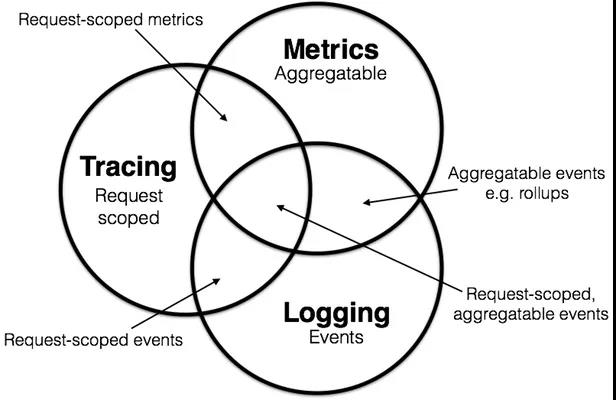 Request-scoped metrics
Metrics
Aggregatable
Tracing
Request
scoped
Aggregatable events
e.g. rollups
Request-scoped,
aggregatable events
Logging
Events
Request-scoped events